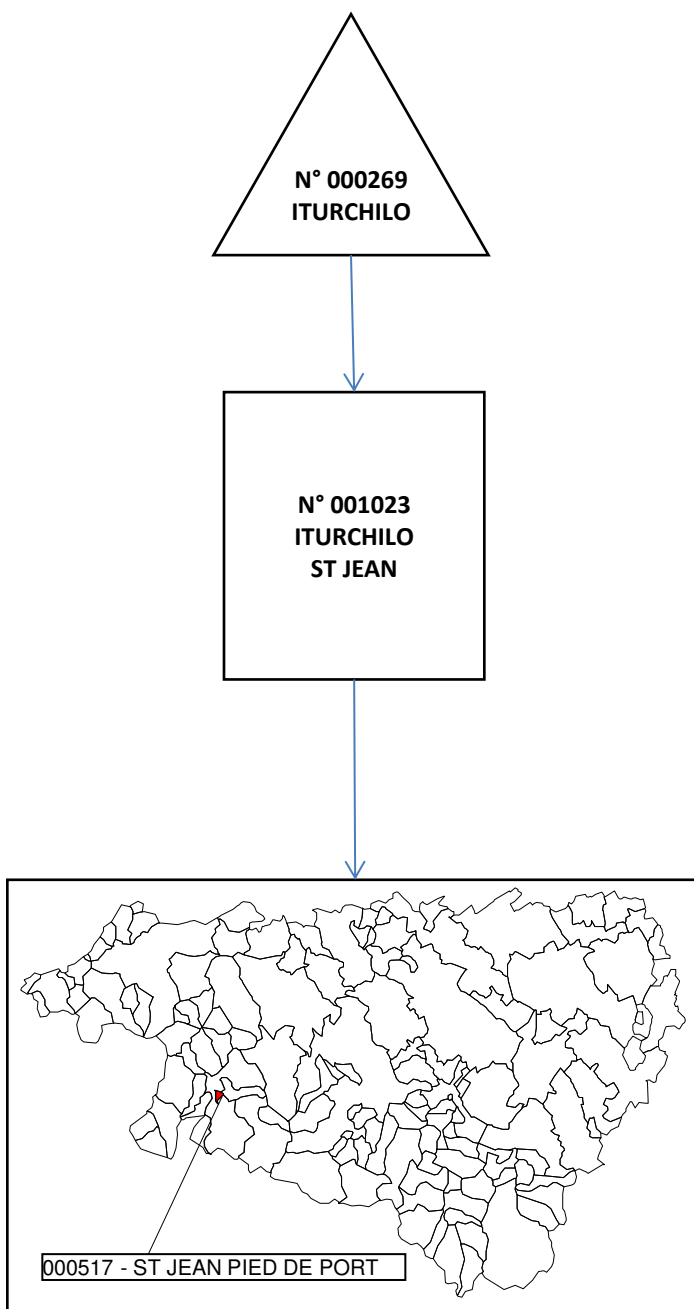 N° 000269
ITURCHILO
N° 001023
ITURCHILO
ST JEAN
000517 - ST JEAN PIED DE PORT